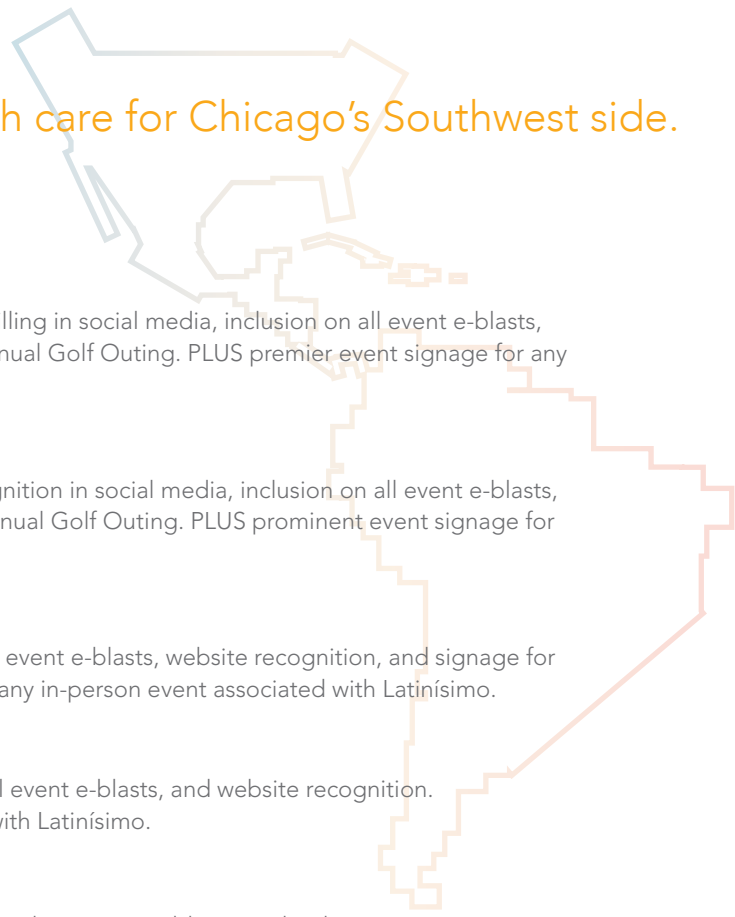 h care for Chicago's Southwest side.
lling in social media, inclusion on all event e-blasts,
nual Golf Outing. PLUS premier event signage for any
gnition in social media, inclusion on all event e-blasts,
nual Golf Outing. PLUS prominent event signage for
event e-blasts, website recognition, and signage for
any in-person event associated with Latinísimo.
l event e-blasts, and website recognition.
with Latinísimo.